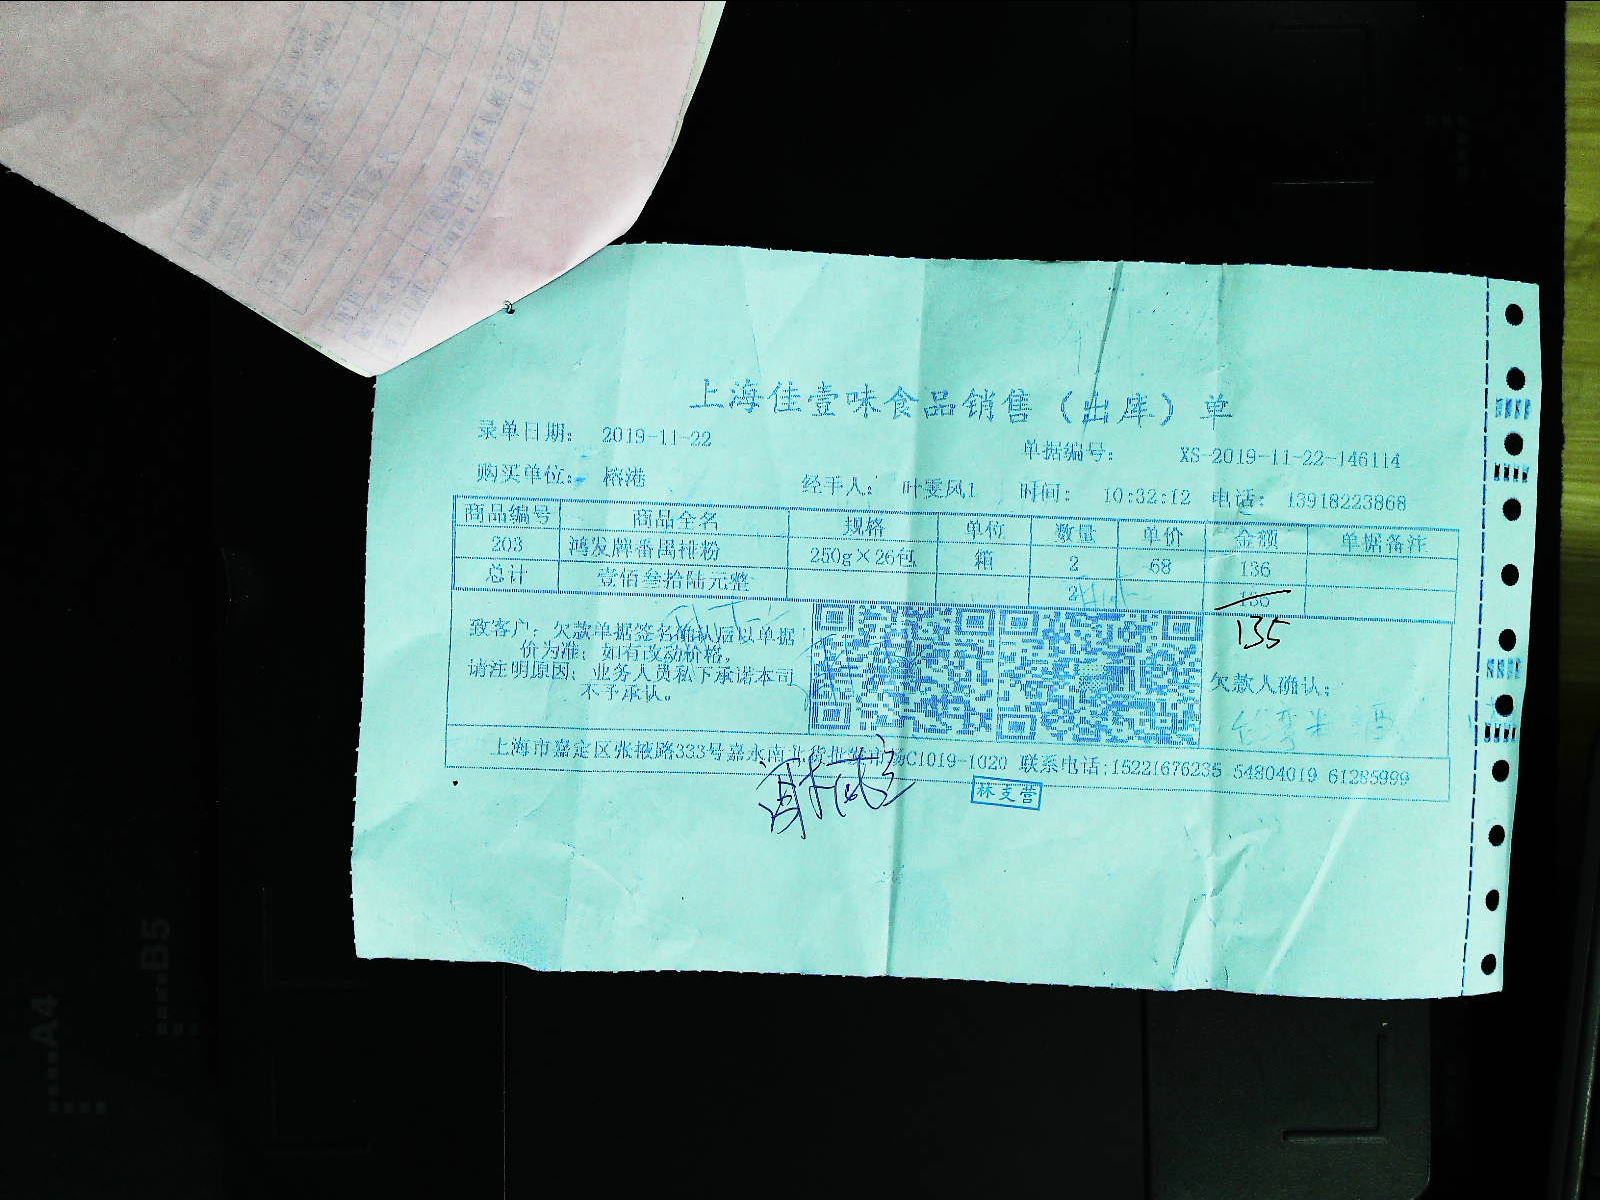 上海佳壹味食品销售（出库）单
录单日期： 2019-11-22
单据编号： XS-2019-11-22-146114
购买单位： 榕港 经手人： 叶雯凤1 时间： 10:32:12 电话： 13918223868
商品编号 商品全名 规格 单位 数量 单价 金额 单据备注
203 鸿发牌番禺排粉 250g×26包 箱 2 68 136
总计 壹佰叁拾陆元整 2 136
135
致客户：欠款单据签名确认后以单据
价为准；如有改动价格，
请注明原因；业务人员私下承诺本司
不予承认。
欠款人确认：
上海市嘉定区张掖路333号嘉永南北货批发市场C1019-1020 联系电话:15221676235 54804019 61285999
林支营
A4
B5